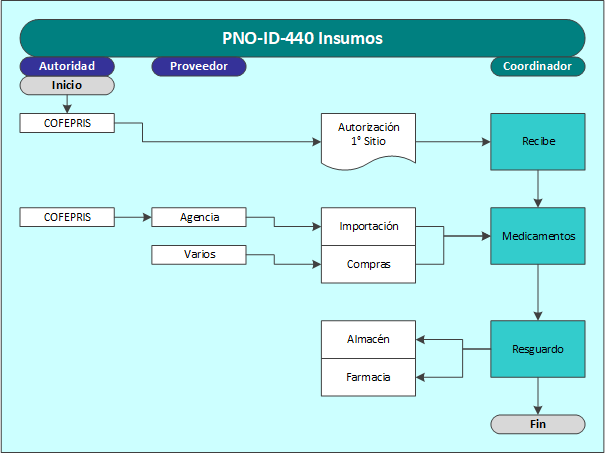 PNO-ID-440 Insumos
Autoridad
Proveedor
Coordinador
Inicio
COFEPRIS
Autorización
1° Sitio
Recibe
COFEPRIS
Agencia
Importación
Medicamentos
Varios
Compras
Almacén
Resguardo
Farmacia
Fin